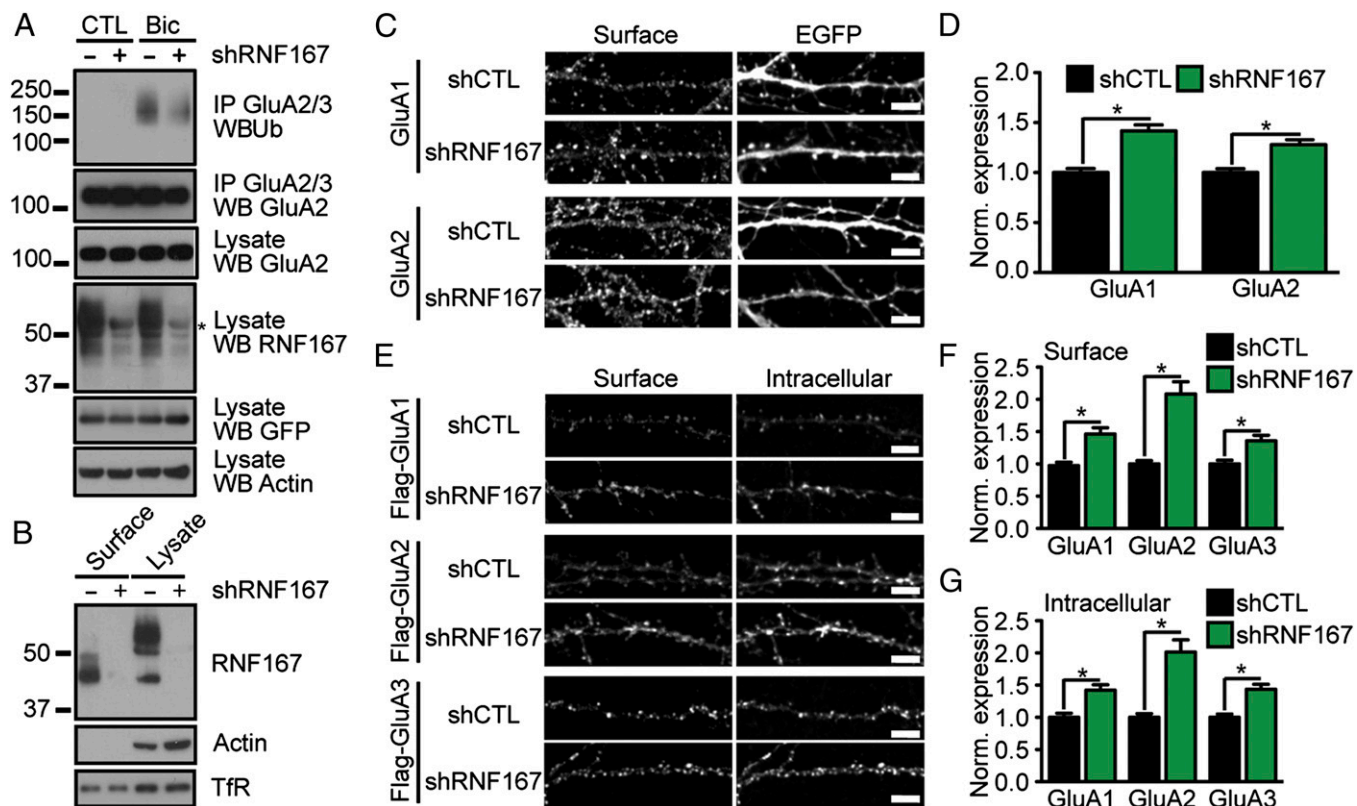 A
CTL Bic
– + – + shRNF167
250
150
100
IP GluA2/3
WBUb
100
IP GluA2/3
WB GluA2
100
Lysate
WB GluA2
50
37
*
Lysate
WB RNF167
Lysate
WB GFP
Lysate
WB Actin
B
Surface Lysate
– + – + shRNF167
50
37
RNF167
Actin
TfR
C
Surface EGFP
GluA1
shCTL
shRNF167
GluA2
shCTL
shRNF167
D
Norm. expression
2.0
1.5
1.0
0.5
0.0
shCTL shRNF167
* *
GluA1 GluA2
E
Surface Intracellular
Flag-GluA1
shCTL
shRNF167
Flag-GluA2
shCTL
shRNF167
Flag-GluA3
shCTL
shRNF167
F
Surface
shCTL
shRNF167
Norm. expression
2.5
2.0
1.5
1.0
0.5
0.0
* * *
GluA1 GluA2 GluA3
G
Intracellular
shCTL
shRNF167
Norm. expression
2.5
2.0
1.5
1.0
0.5
0.0
* * *
GluA1 GluA2 GluA3